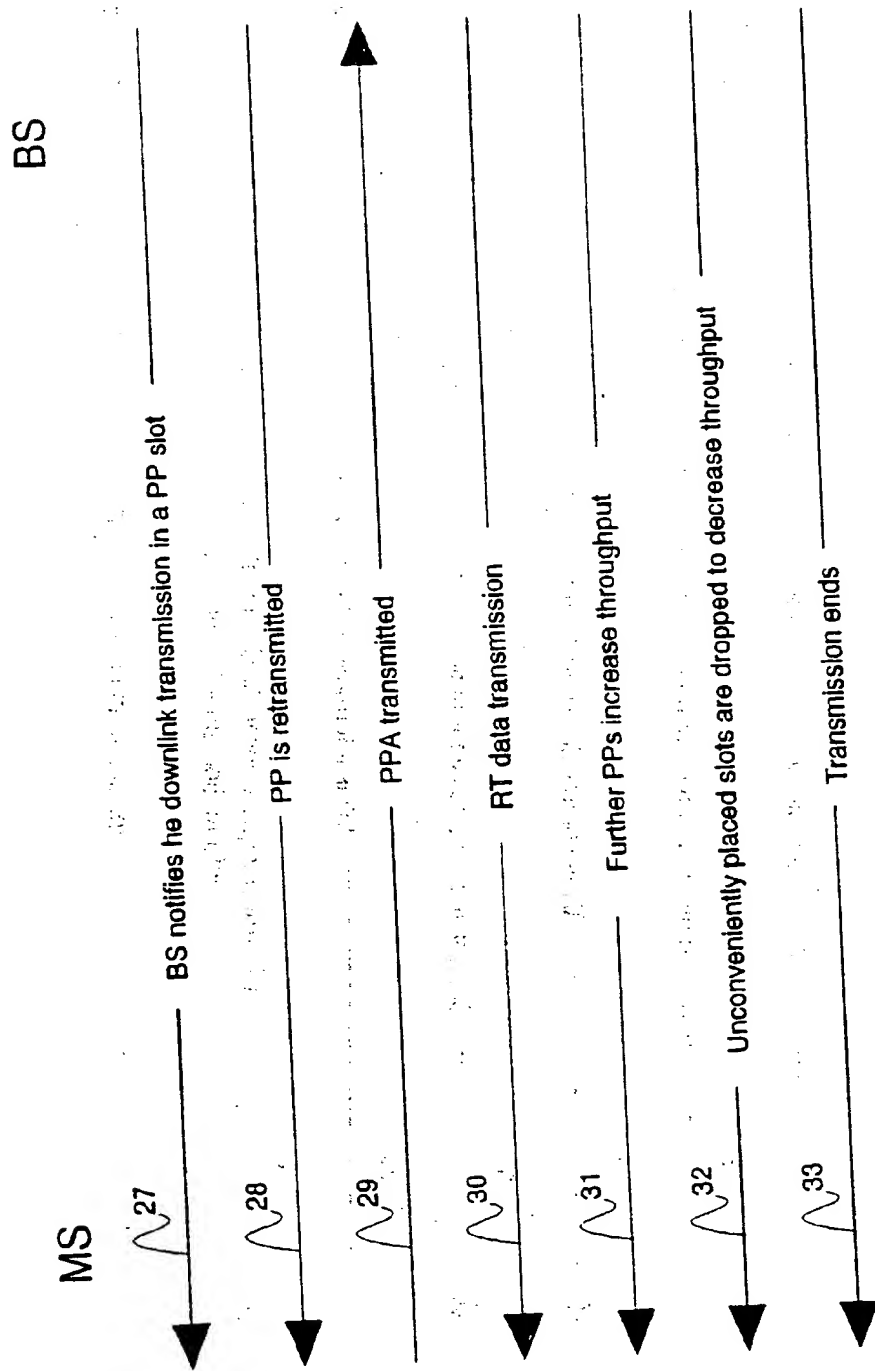 MS
BS
27
BS notifies he downlink transmission in a PP slot
28
PP is retransmitted
29
PPA transmitted
30
RT data transmission
31
Further PPs increase throughput
32
Unconveniently placed slots are dropped to decrease throughput
33
Transmission ends